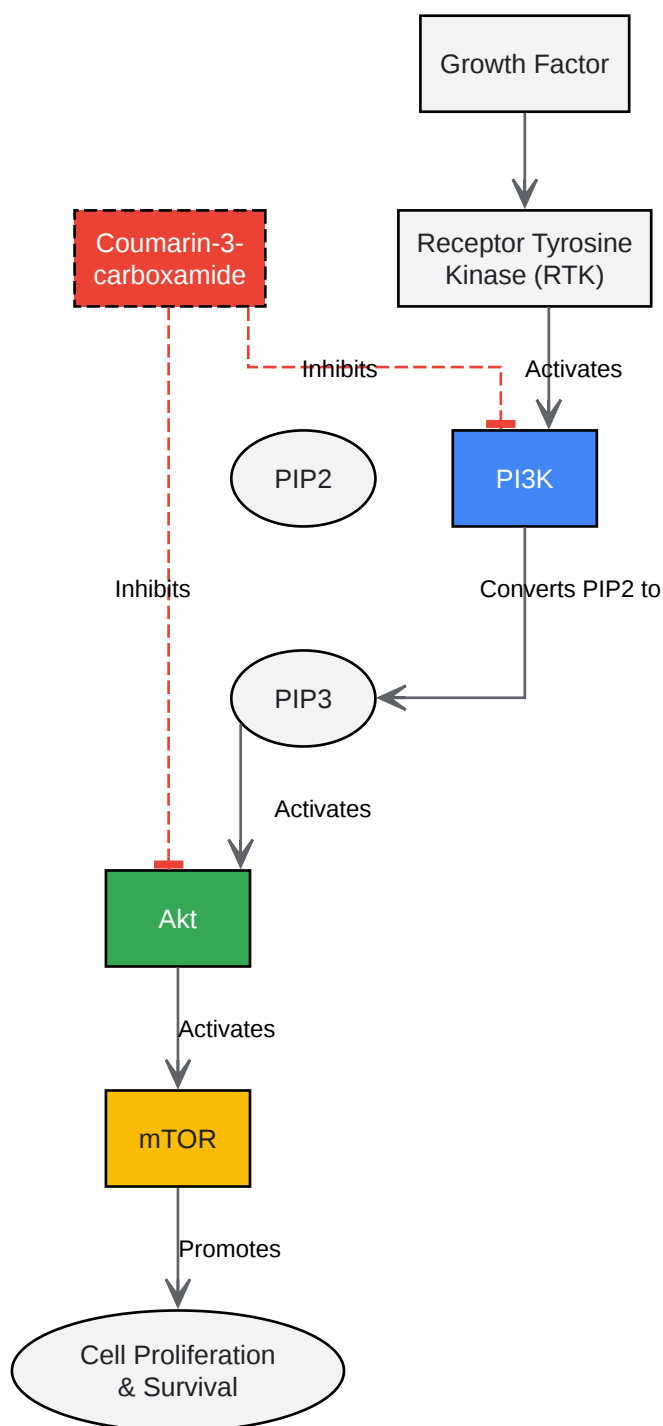 Growth Factor
Coumarin-3-
carboxamide
Receptor Tyrosine
Kinase (RTK)
Inhibits
Activates
PIP2
PI3K
Inhibits
Converts PIP2 to
PIP3
Activates
Akt
Activates
mTOR
Promotes
Cell Proliferation
& Survival